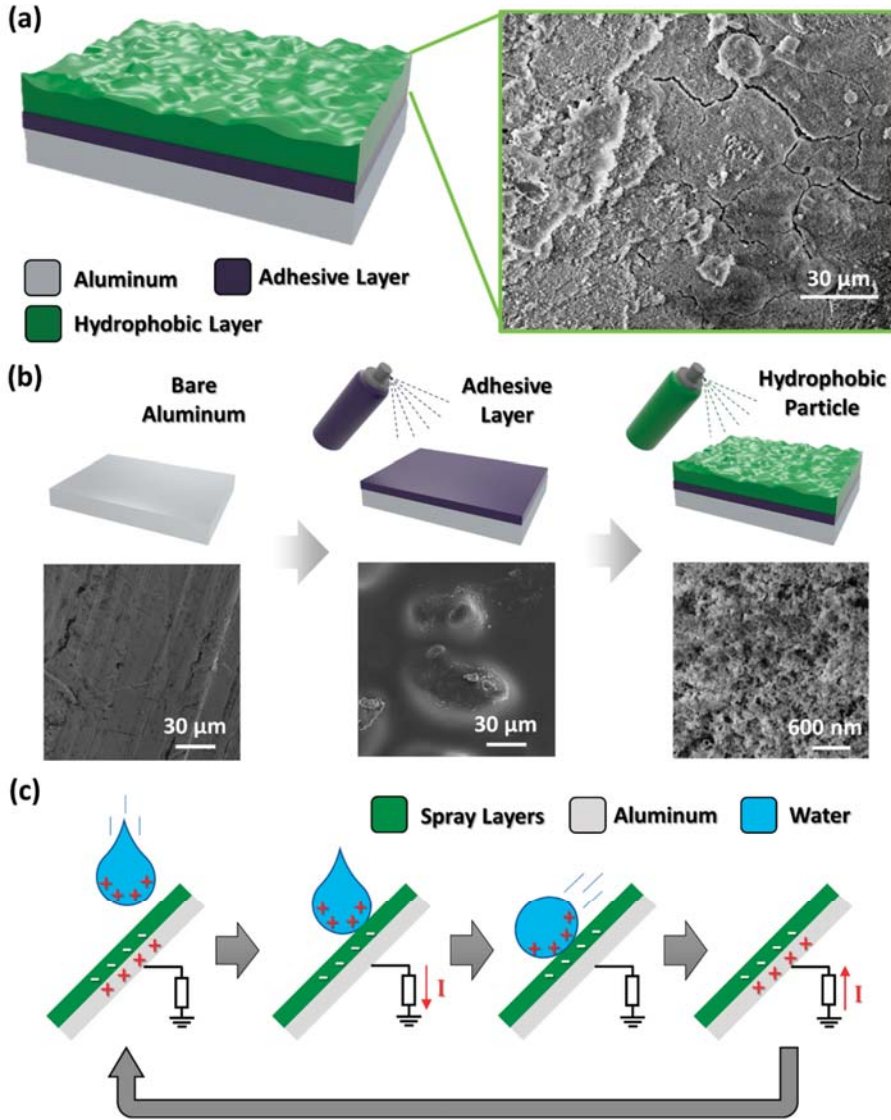 (a)
30 µm
Aluminum
Adhesive Layer
Hydrophobic Layer
(b)
Bare
Aluminum
Adhesive
Layer
Hydrophobic
Particle
30 µm
30 µm
600 nm
(c)
Spray Layers
Aluminum
Water
+ + + +
- - - -
+ + + +
+ + + +
- - - -
I
+ + + +
- - - -
- - - -
+ + + +
I